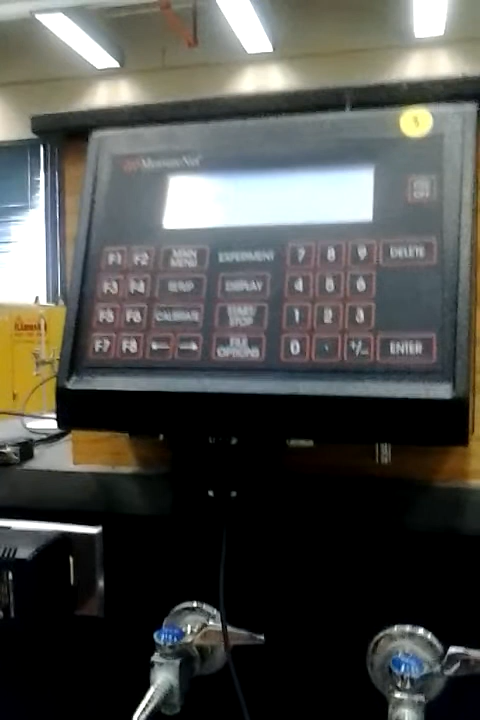 MeasureNet
ON
OFF
F1 F2 MAIN MENU EXPERIMENT 7 8 9 DELETE
F3 F4 SETUP DISPLAY 4 5 6
F5 F6 CALIBRATE START STOP 1 2 3
F7 F8 ← → FILE OPTIONS 0 . +/- ENTER
FLAMMABLE